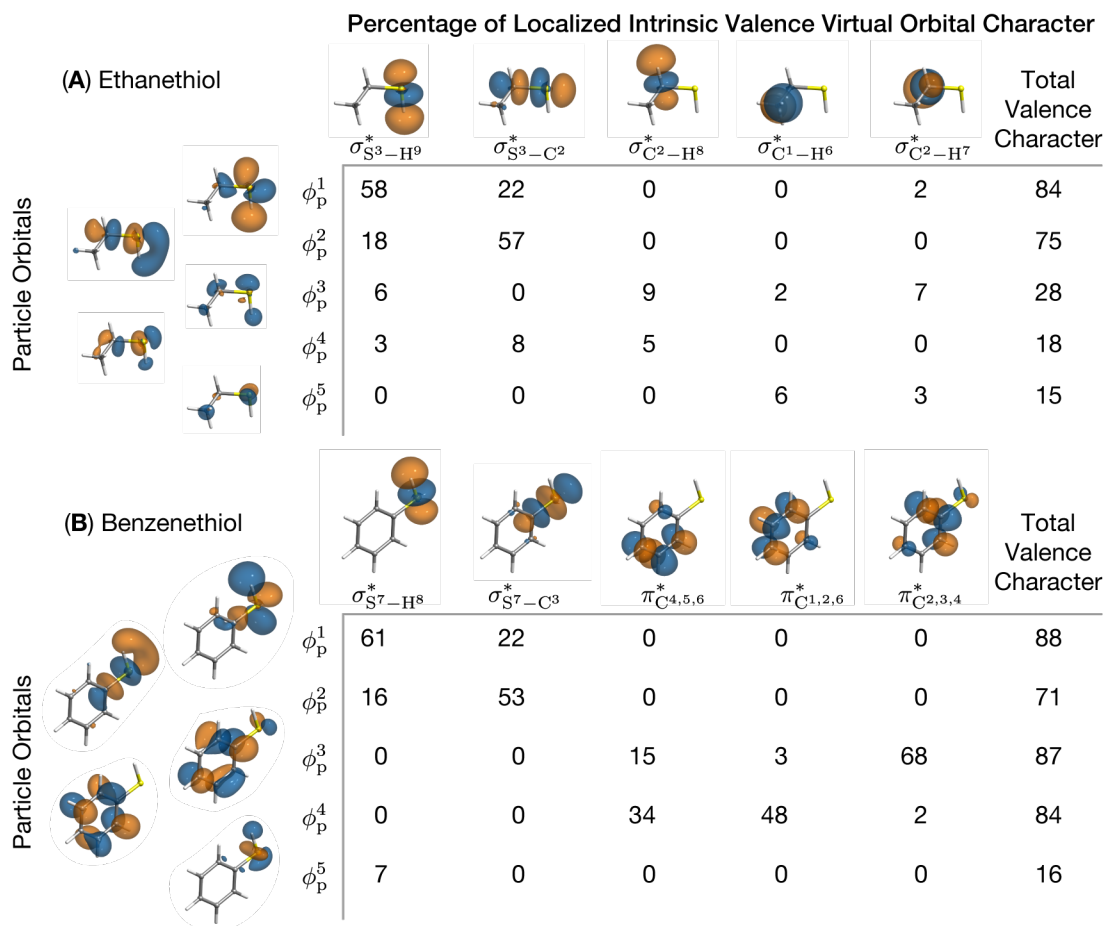 Percentage of Localized Intrinsic Valence Virtual Orbital Character
(A) Ethanethiol
Total
Valence
Character
σ*S³−H⁹ σ*S³−C² σ*C²−H⁸ σ*C¹−H⁶ σ*C²−H⁷
Particle Orbitals
ϕ¹p 58 22 0 0 2 84
ϕ²p 18 57 0 0 0 75
ϕ³p 6 0 9 2 7 28
ϕ⁴p 3 8 5 0 0 18
ϕ⁵p 0 0 0 6 3 15
(B) Benzenethiol
Total
Valence
Character
σ*S⁷−H⁸ σ*S⁷−C³ π*C⁴,⁵,⁶ π*C¹,²,⁶ π*C²,³,⁴
Particle Orbitals
ϕ¹p 61 22 0 0 0 88
ϕ²p 16 53 0 0 0 71
ϕ³p 0 0 15 3 68 87
ϕ⁴p 0 0 34 48 2 84
ϕ⁵p 7 0 0 0 0 16